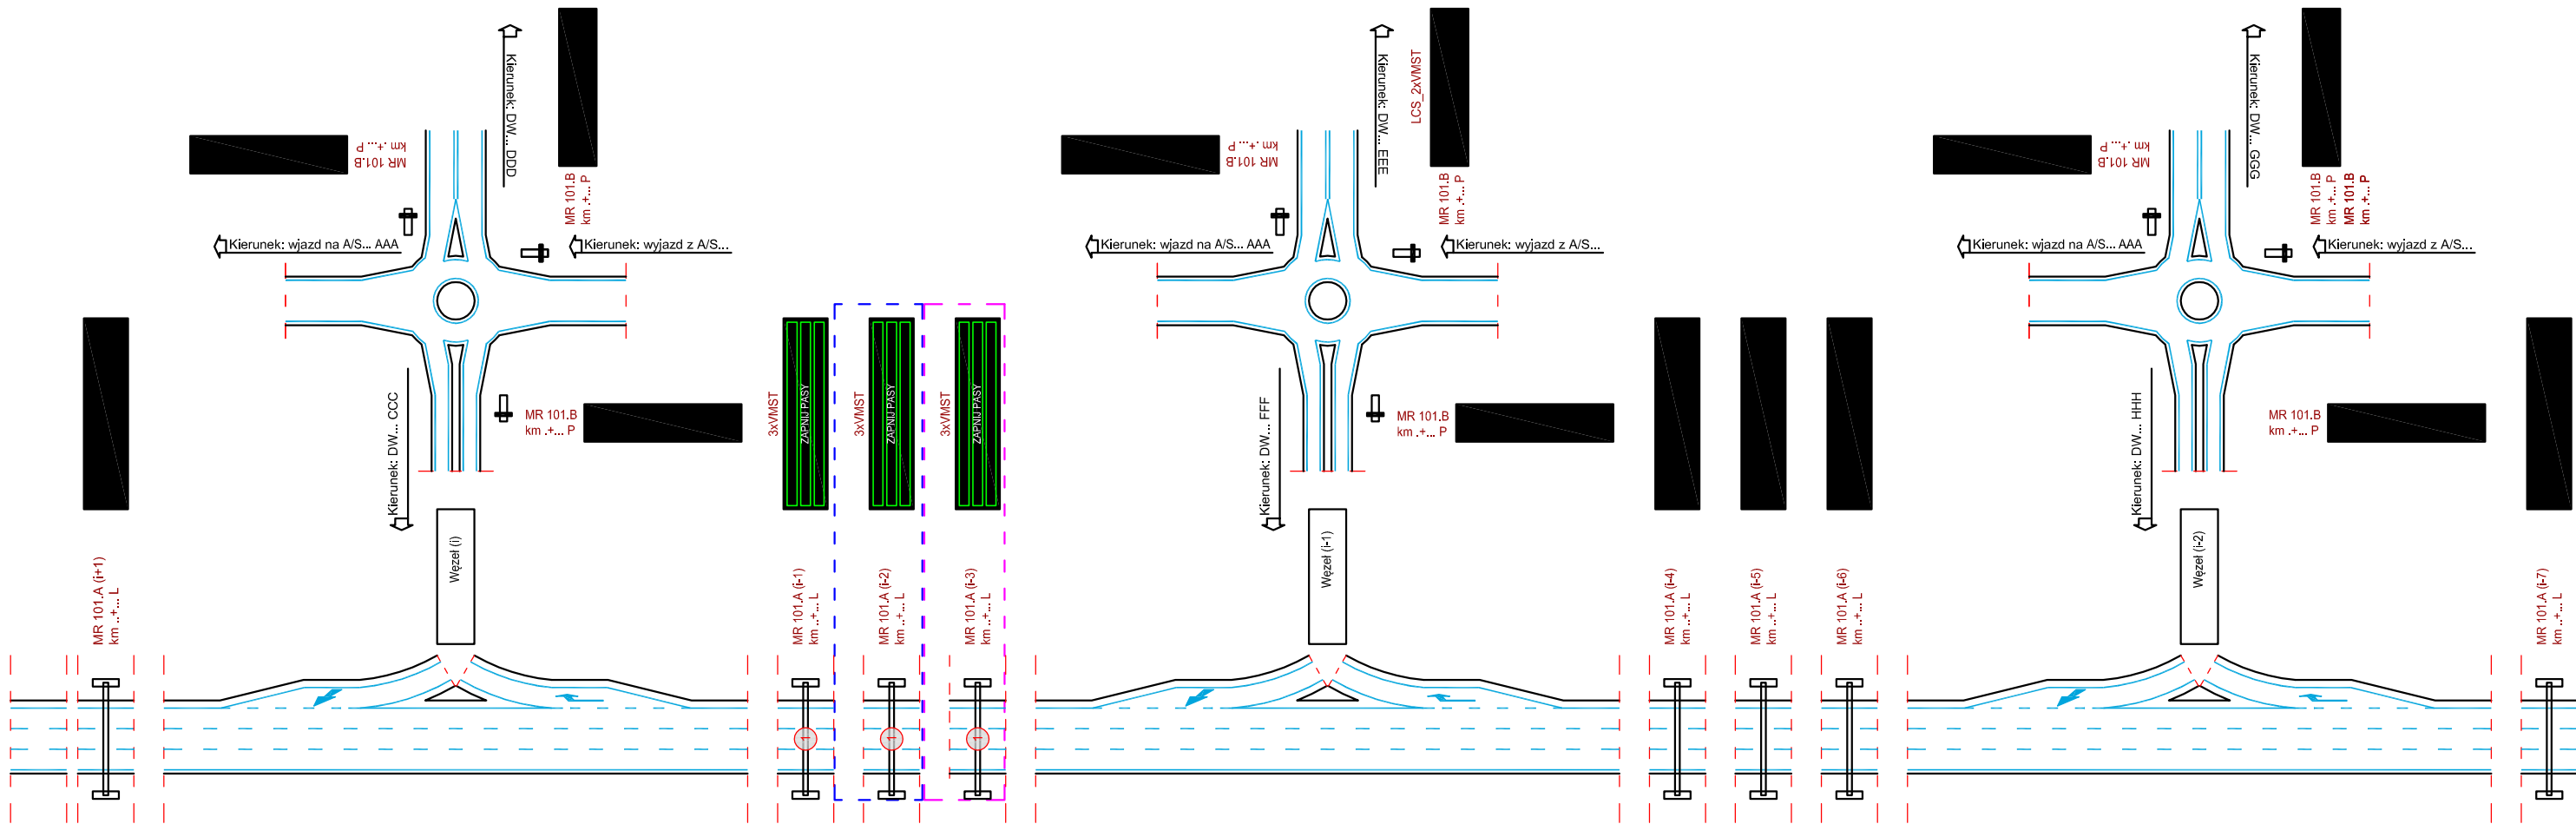 Kierunek: DW... DDD
MR 101.B
km .+... P
MR 101.B
km .+... P
Kierunek: wjazd na A/S... AAA
Kierunek: wyjazd z A/S...
Kierunek: DW... CCC
MR 101.B
km .+... P
Węzeł (i)
MR 101.A (i+1)
km ..+... L
3xVMST
ZAPNIJ PASY
MR 101.A (i-1)
km ..+... L
1
3xVMST
ZAPNIJ PASY
MR 101.A (i-2)
km ..+... L
1
3xVMST
ZAPNIJ PASY
MR 101.A (i-3)
km ..+... L
1
Kierunek: DW... EEE
LCS_2xVMST
MR 101.B
km .+... P
MR 101.B
km .+... P
Kierunek: wjazd na A/S... AAA
Kierunek: wyjazd z A/S...
Kierunek: DW... FFF
MR 101.B
km .+... P
Węzeł (i-1)
MR 101.A (i-4)
km ..+... L
MR 101.A (i-5)
km ..+... L
MR 101.A (i-6)
km ..+... L
Kierunek: DW... GGG
MR 101.B
km .+... P
MR 101.B
km .+... P
MR 101.B
km .+... P
Kierunek: wjazd na A/S... AAA
Kierunek: wyjazd z A/S...
Kierunek: DW... HHH
MR 101.B
km .+... P
Węzeł (i-2)
MR 101.A (i-7)
km ..+... L